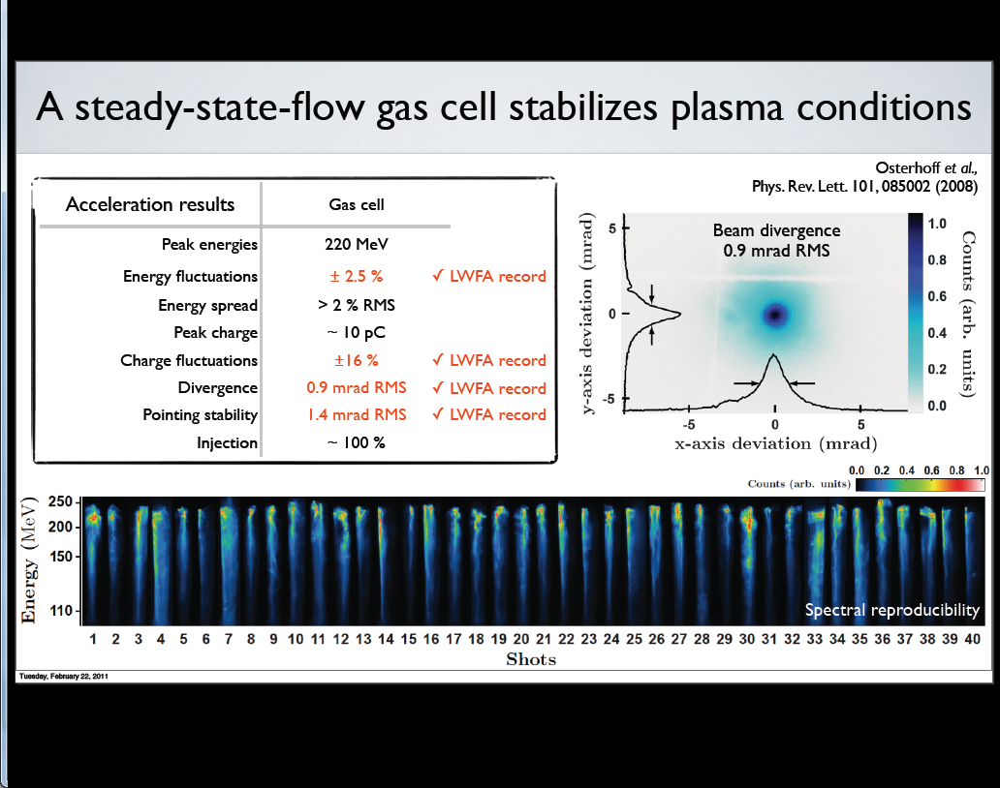 A steady-state-flow gas cell stabilizes plasma conditions
Osterhoff et al.,
Phys. Rev. Lett. 101, 085002 (2008)
Acceleration results Gas cell
Peak energies 220 MeV
Energy fluctuations ± 2.5 % ✓ LWFA record
Energy spread > 2 % RMS
Peak charge ~ 10 pC
Charge fluctuations ±16 % ✓ LWFA record
Divergence 0.9 mrad RMS ✓ LWFA record
Pointing stability 1.4 mrad RMS ✓ LWFA record
Injection ~ 100 %
Beam divergence
0.9 mrad RMS
y-axis deviation (mrad)
5
0
-5
-5 0 5
x-axis deviation (mrad)
1.0
0.8
0.6
0.4
0.2
0.0
Counts (arb. units)
Counts (arb. units)
0.0 0.2 0.4 0.6 0.8 1.0
Energy (MeV)
250
200
150
110
Spectral reproducibility
1 2 3 4 5 6 7 8 9 10 11 12 13 14 15 16 17 18 19 20 21 22 23 24 25 26 27 28 29 30 31 32 33 34 35 36 37 38 39 40
Shots
Tuesday, February 22, 2011